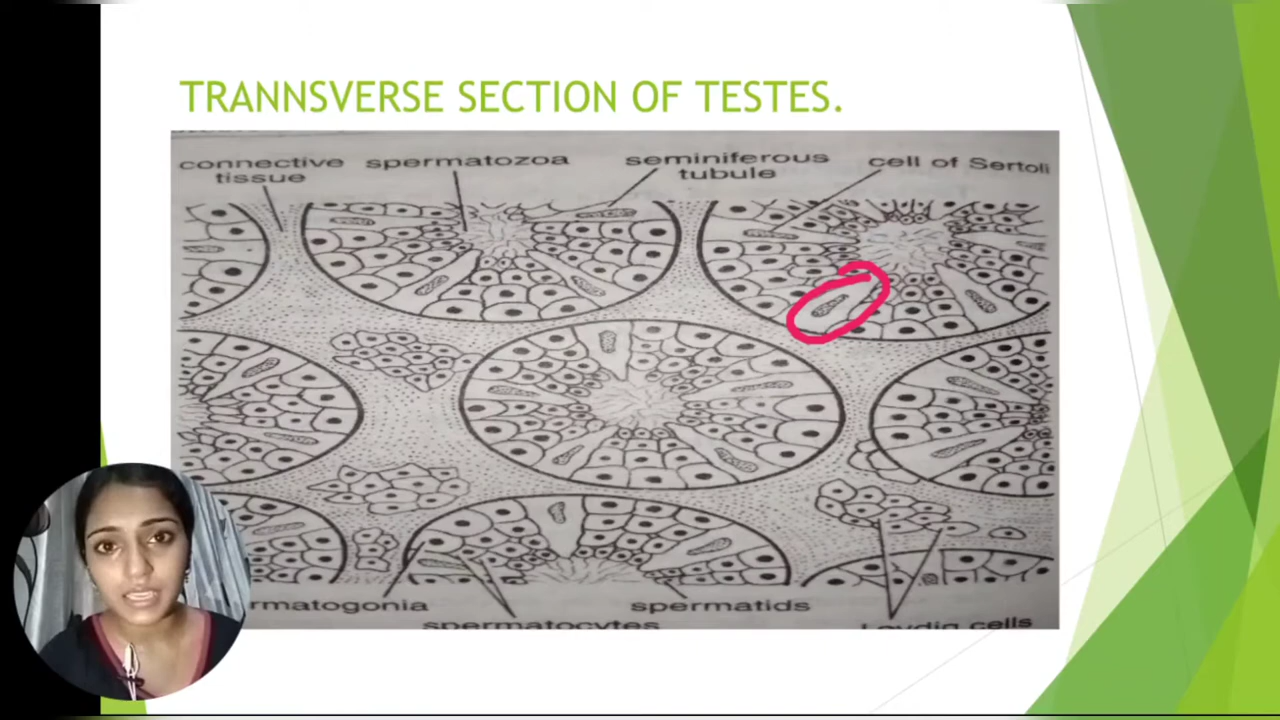 TRANNSVERSE SECTION OF TESTES.
connective spermatozoa seminiferous cell of Sertoli
tissue tubule
rmatogonia spermatids
spermatocytes Leydig cells